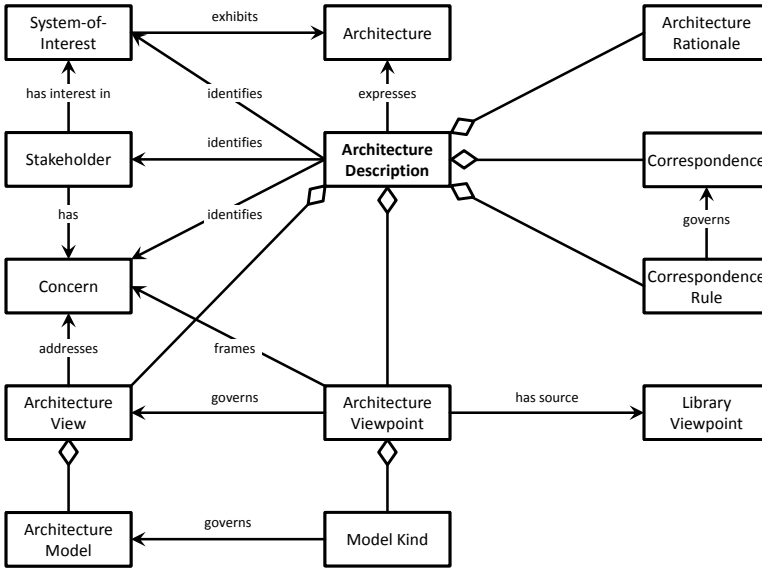 System-of-
Interest
exhibits
Architecture
Architecture
Rationale
has interest in
identifies
expresses
Stakeholder
identifies
Architecture
Description
Correspondence
has
identifies
governs
Concern
Correspondence
Rule
addresses
frames
Architecture
View
governs
Architecture
Viewpoint
has source
Library
Viewpoint
Architecture
Model
governs
Model Kind